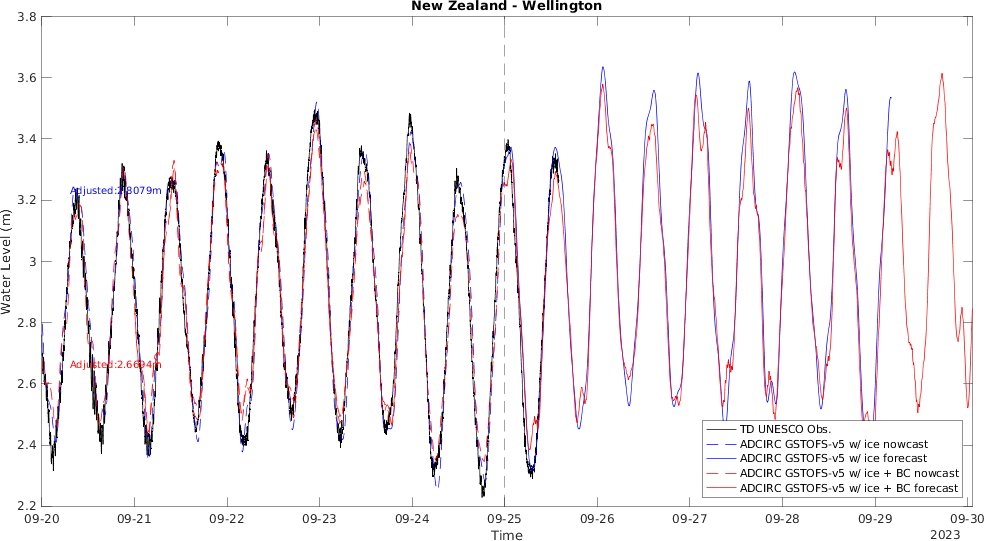 New Zealand - Wellington
3.8
3.6
3.4
3.2
3
2.8
2.6
2.4
2.2
Water Level (m)
Adjusted:2.8079m
Adjusted:2.6694m
TD UNESCO Obs.
ADCIRC GSTOFS-v5 w/ ice nowcast
ADCIRC GSTOFS-v5 w/ ice forecast
ADCIRC GSTOFS-v5 w/ ice + BC nowcast
ADCIRC GSTOFS-v5 w/ ice + BC forecast
09-20 09-21 09-22 09-23 09-24 09-25 09-26 09-27 09-28 09-29 09-30
Time
2023